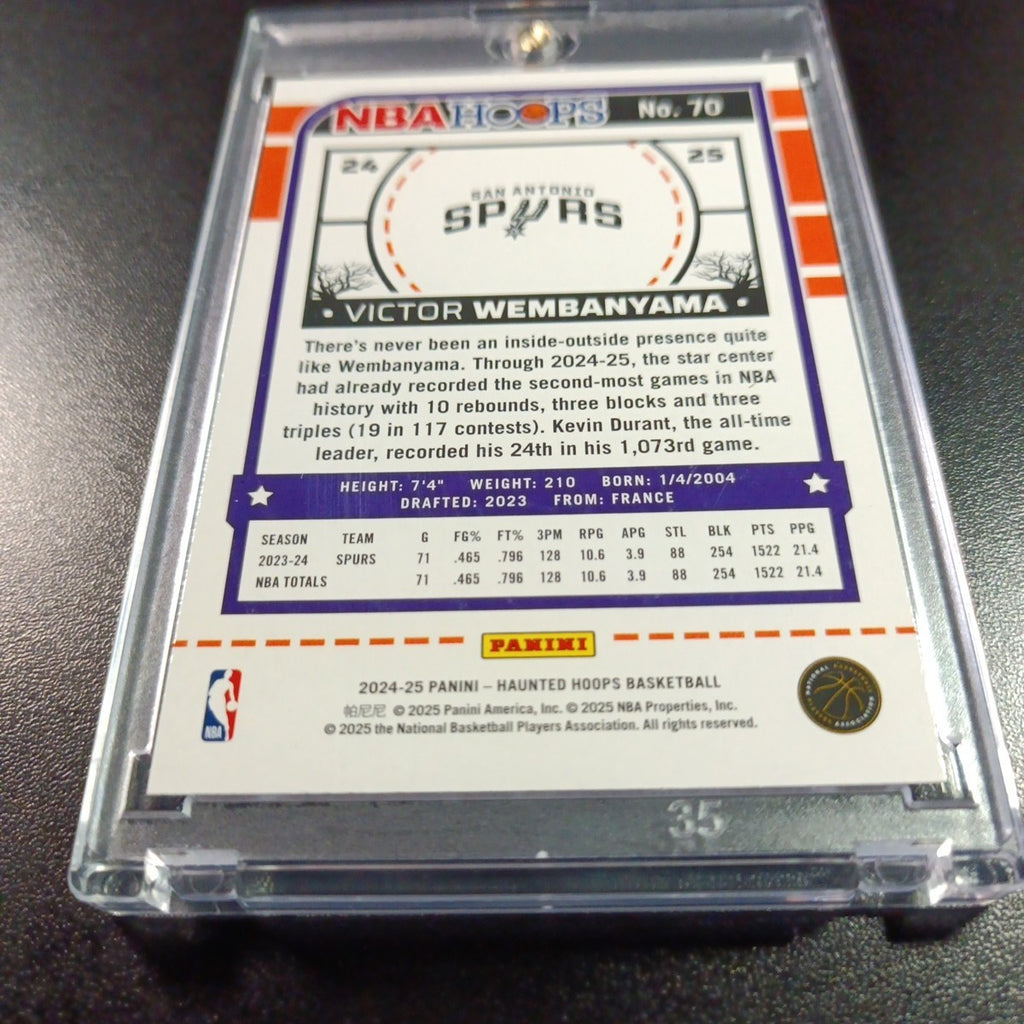 NBA HOOPS No. 70
24 25
SAN ANTONIO
SPURS
• VICTOR WEMBANYAMA •
There's never been an inside-outside presence quite
like Wembanyama. Through 2024-25, the star center
had already recorded the second-most games in NBA
history with 10 rebounds, three blocks and three
triples (19 in 117 contests). Kevin Durant, the all-time
leader, recorded his 24th in his 1,073rd game.
HEIGHT: 7'4" WEIGHT: 210 BORN: 1/4/2004
DRAFTED: 2023 FROM: FRANCE
SEASON TEAM G FG% FT% 3PM RPG APG STL BLK PTS PPG
2023-24 SPURS 71 .465 .796 128 10.6 3.9 88 254 1522 21.4
NBA TOTALS 71 .465 .796 128 10.6 3.9 88 254 1522 21.4
PANINI
2024-25 PANINI – HAUNTED HOOPS BASKETBALL
帕尼尼 © 2025 Panini America, Inc. © 2025 NBA Properties, Inc.
© 2025 the National Basketball Players Association. All rights reserved.
NBA
NATIONAL BASKETBALL PLAYERS ASSOCIATION
35